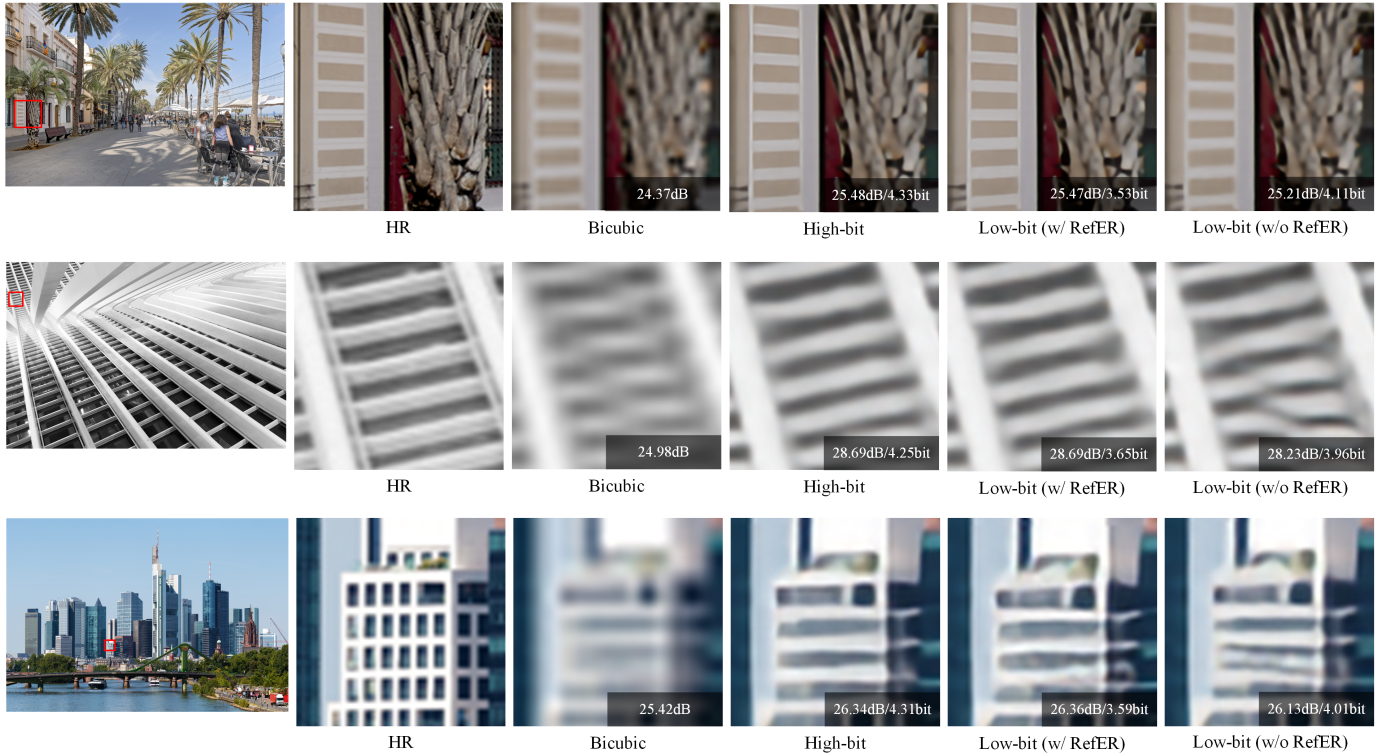 24.37dB
25.48dB/4.33bit
25.47dB/3.53bit
25.21dB/4.11bit
HR
Bicubic
High-bit
Low-bit (w/ RefER)
Low-bit (w/o RefER)
24.98dB
28.69dB/4.25bit
28.69dB/3.65bit
28.23dB/3.96bit
HR
Bicubic
High-bit
Low-bit (w/ RefER)
Low-bit (w/o RefER)
25.42dB
26.34dB/4.31bit
26.36dB/3.59bit
26.13dB/4.01bit
HR
Bicubic
High-bit
Low-bit (w/ RefER)
Low-bit (w/o RefER)